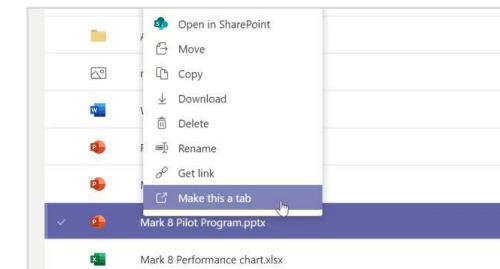 Open in SharePoint
Move
Copy
Download
Delete
Rename
Get link
Make this a tab
Mark 8 Pilot Program.pptx
Mark 8 Performance chart.xlsx